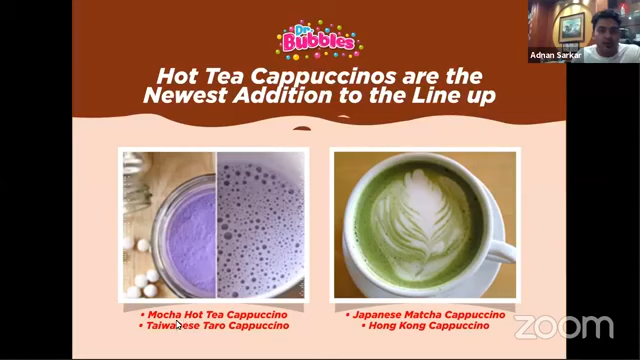 Dr. Bubbles
Adnan Sarkar
Hot Tea Cappuccinos are the
Newest Addition to the Line up
• Mocha Hot Tea Cappuccino
• Taiwanese Taro Cappuccino
• Japanese Matcha Cappuccino
• Hong Kong Cappuccino
zoom